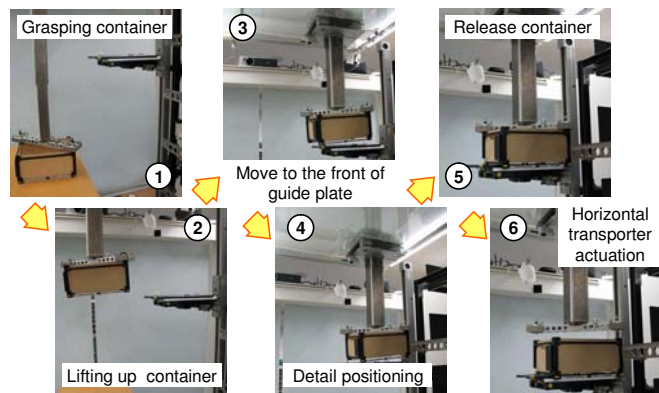 Grasping container
1
2
Lifting up container
3
Move to the front of
guide plate
4
Detail positioning
Release container
5
6
Horizontal
transporter
actuation